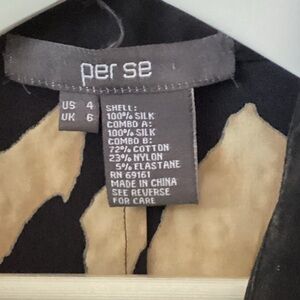 per se
US 4
UK 6
SHELL:
100% SILK
COMBO A:
100% SILK
COMBO B:
72% COTTON
23% NYLON
5% ELASTANE
RN 69161
MADE IN CHINA
SEE REVERSE
FOR CARE